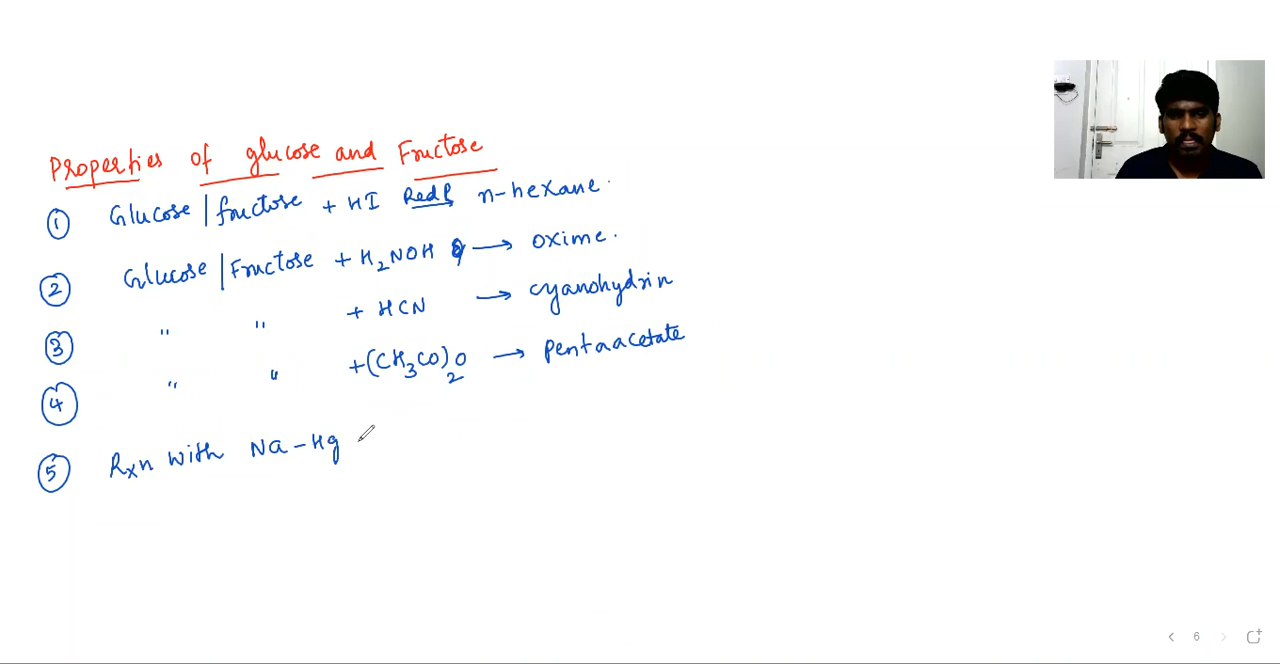 Properties of glucose and Fructose
① Glucose | fructose + HI Red P → n-hexane.
② Glucose | Fructose + H2NOH → oxime.
③ " " + HCN → cyanohydrin
④ " " + (CH3CO)2O → pentaacetate
⑤ Rxn with Na-Hg
< 6 >